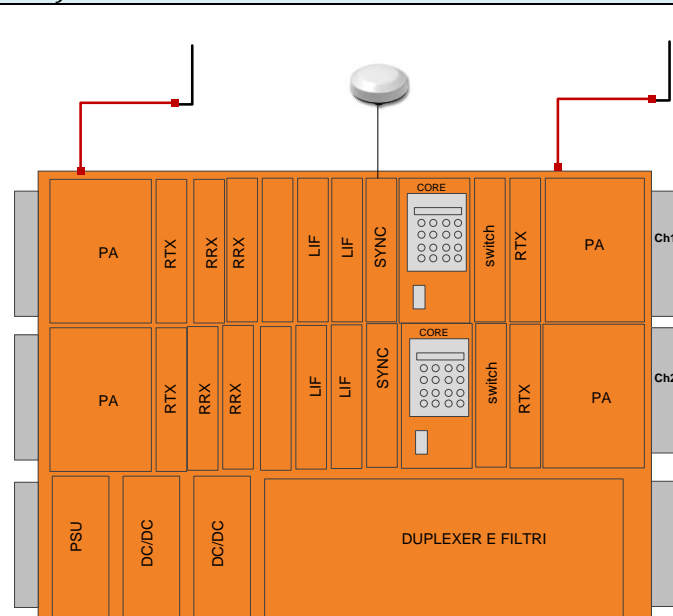 CORE
PA
RTX
RRX
RRX
LIF
LIF
SYNC
switch
RTX
PA
Ch1
CORE
PA
RTX
RRX
RRX
LIF
LIF
SYNC
switch
RTX
PA
Ch2
PSU
DC/DC
DC/DC
DUPLEXER E FILTRI